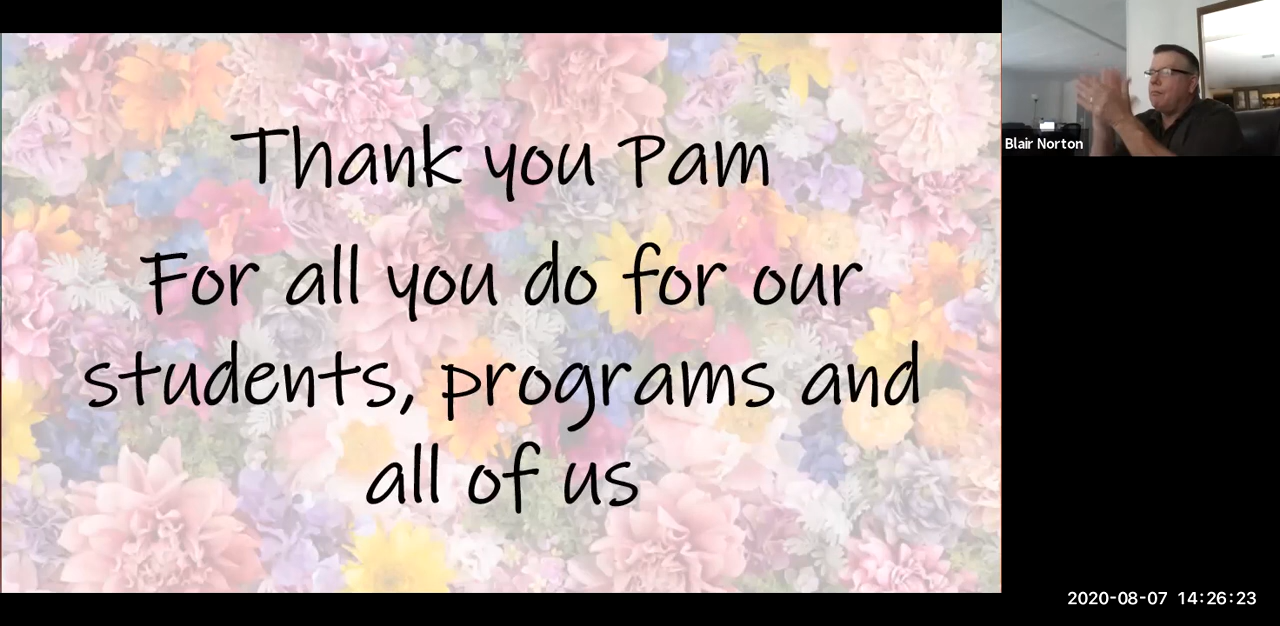 Thank you Pam
For all you do for our
students, programs and
all of us
Blair Norton
2020-08-07 14:26:23